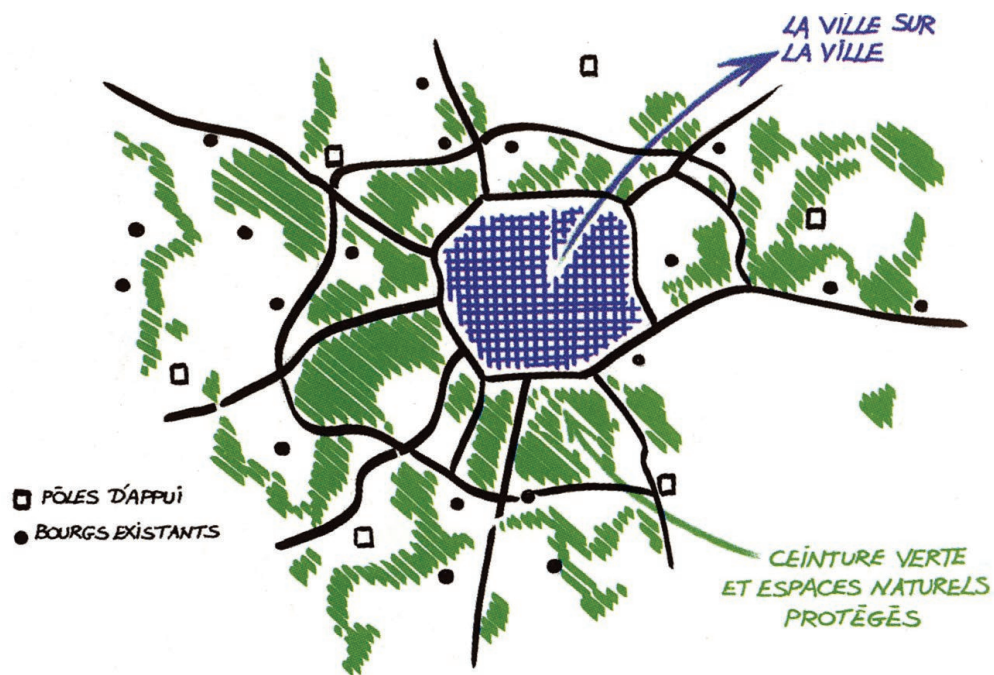 LA VILLE SUR
LA VILLE
PÔLES D'APPUI
BOURGS EXISTANTS
CEINTURE VERTE
ET ESPACES NATURELS
PROTÉGÉS